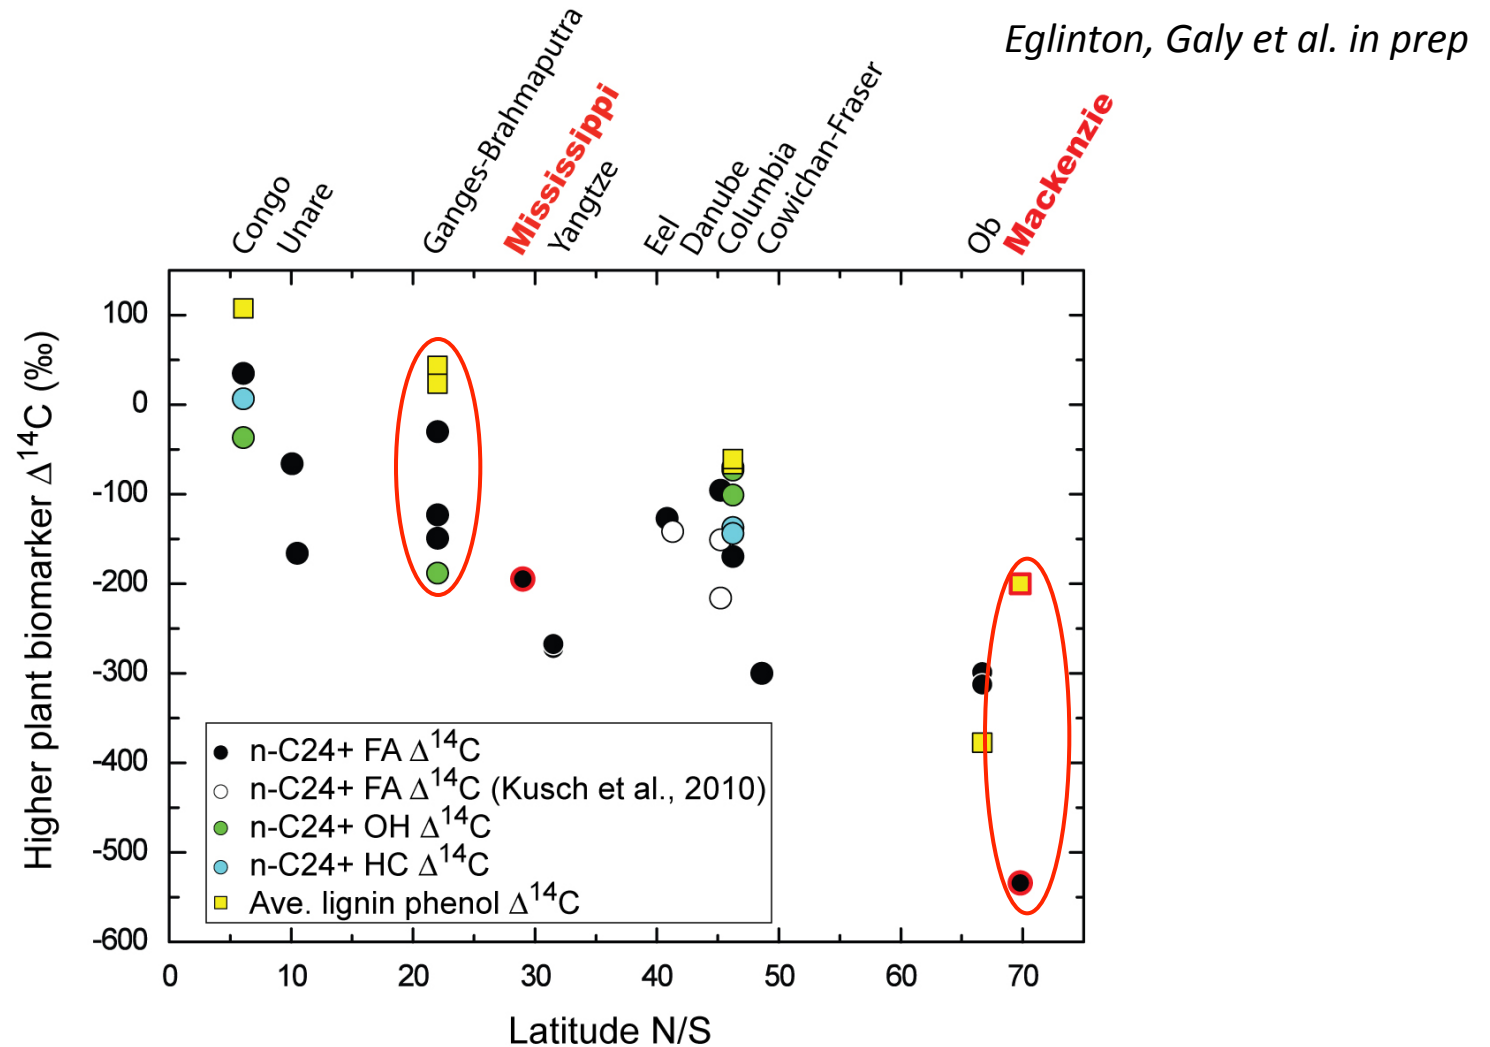 Eglinton, Galy et al. in prep
Congo
Unare
Ganges-Brahmaputra
Mississippi
Yangtze
Eel
Danube
Columbia
Cowichan-Fraser
Ob
Mackenzie
Higher plant biomarker Δ¹⁴C (‰)
100
0
-100
-200
-300
-400
-500
-600
n-C24+ FA Δ¹⁴C
n-C24+ FA Δ¹⁴C (Kusch et al., 2010)
n-C24+ OH Δ¹⁴C
n-C24+ HC Δ¹⁴C
Ave. lignin phenol Δ¹⁴C
0 10 20 30 40 50 60 70
Latitude N/S